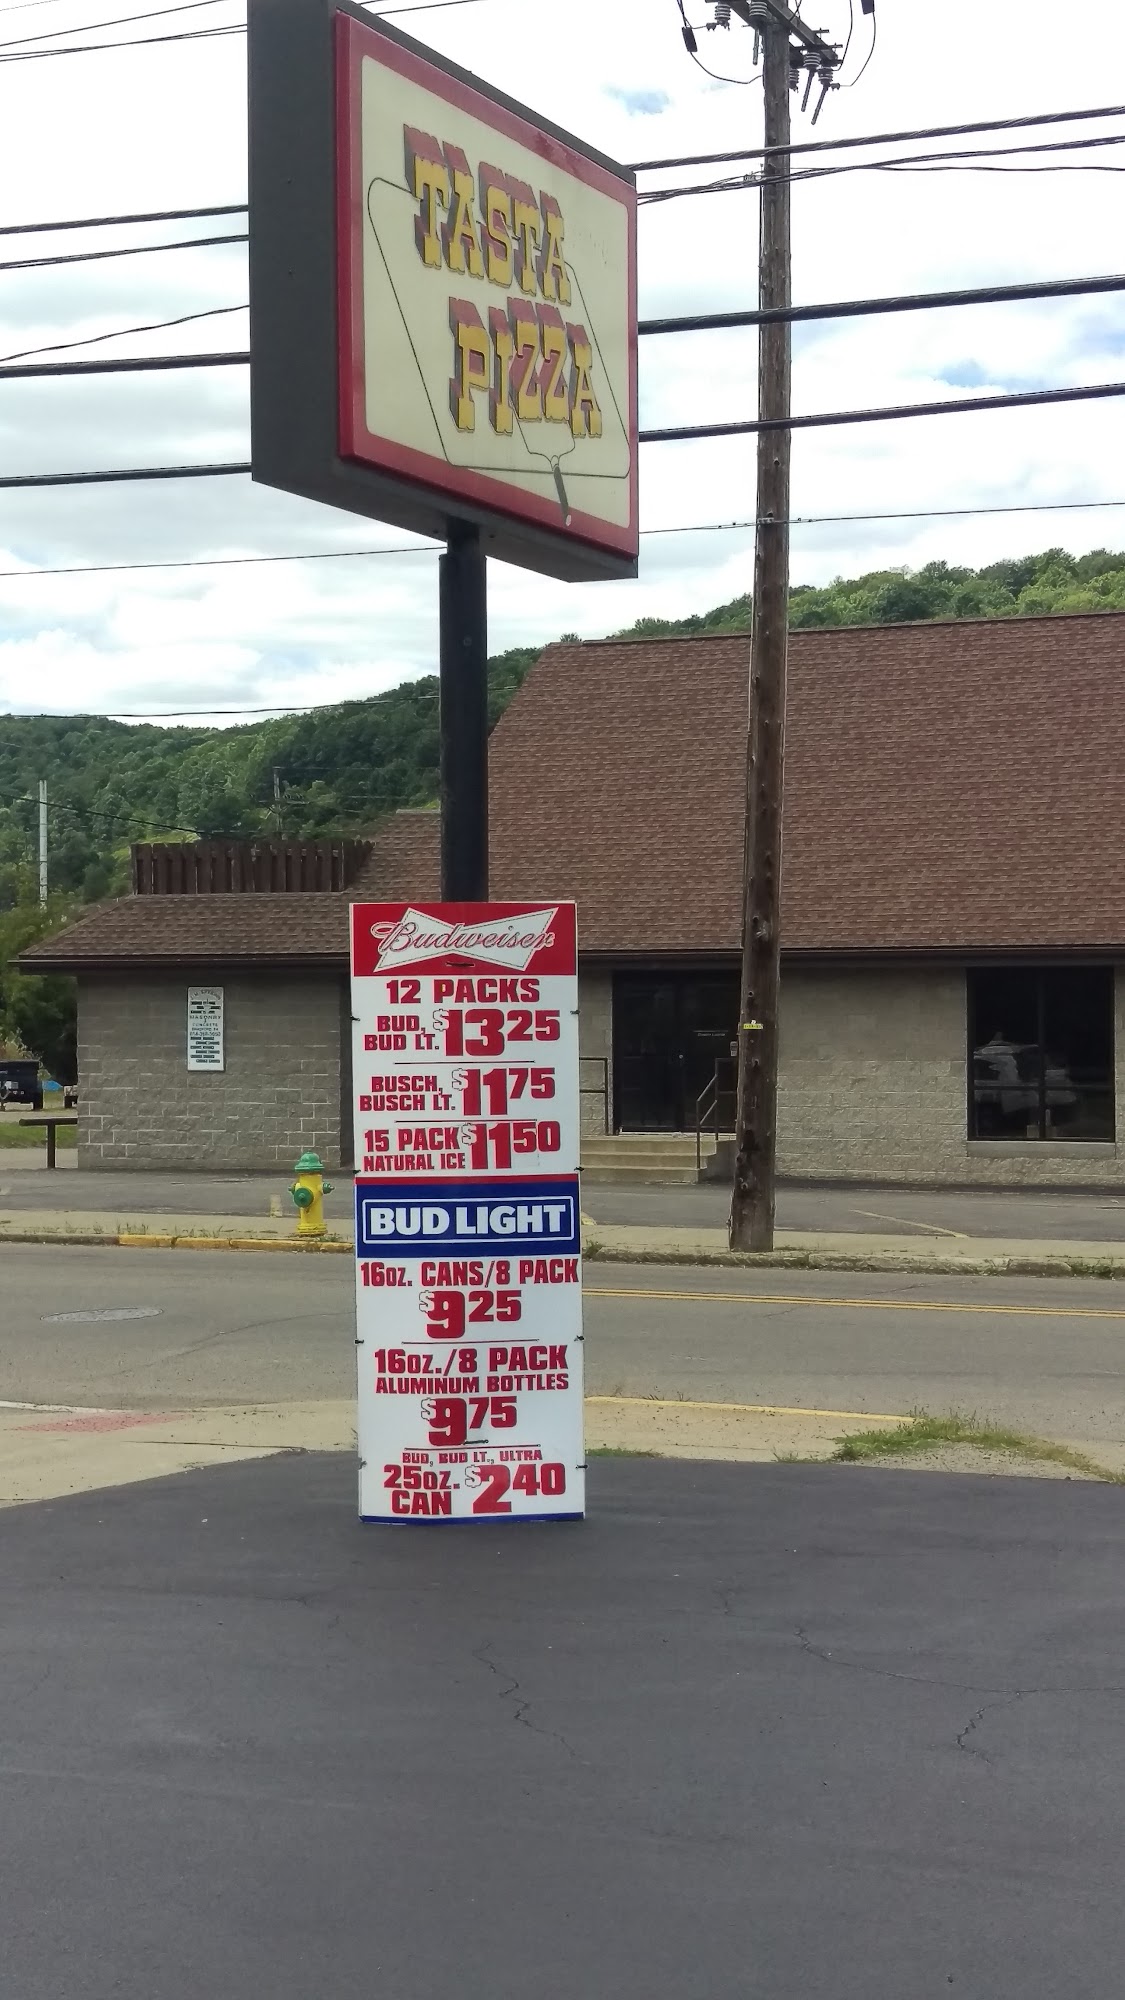 TASTA
PIZZA
Budweiser
12 PACKS
BUD, $13.25
BUD LT.
BUSCH, $11.75
BUSCH LT.
15 PACK $11.50
NATURAL ICE
BUD LIGHT
16OZ. CANS/8 PACK
$9.25
16OZ./8 PACK
ALUMINUM BOTTLES
$9.75
BUD, BUD LT., ULTRA
25OZ. $2.40
CAN
MASONRY
CONCRETE